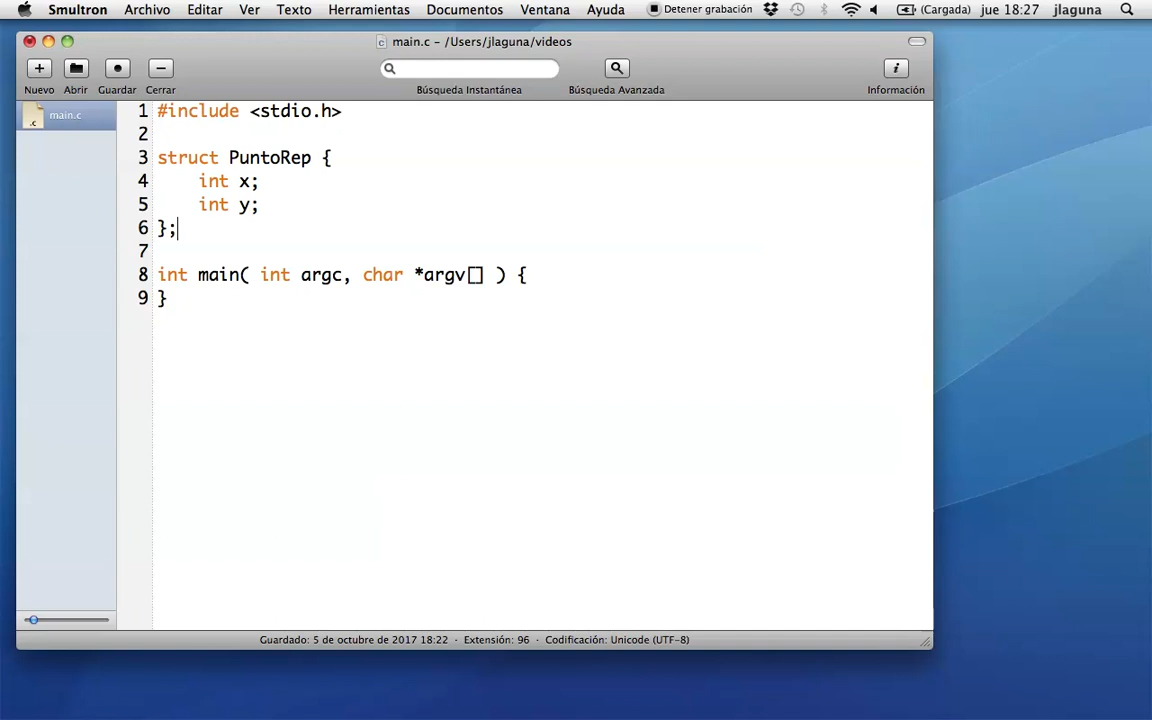 Smultron Archivo Editar Ver Texto Herramientas Documentos Ventana Ayuda Detener grabación (Cargada) jue 18:27 jlaguna
main.c – /Users/jlaguna/videos
Nuevo Abrir Guardar Cerrar Búsqueda Instantánea Búsqueda Avanzada Información
main.c
.c
1 #include <stdio.h>
2
3 struct PuntoRep {
4     int x;
5     int y;
6 };
7
8 int main( int argc, char *argv[] ) {
9 }
Guardado: 5 de octubre de 2017 18:22 • Extensión: 96 • Codificación: Unicode (UTF-8)